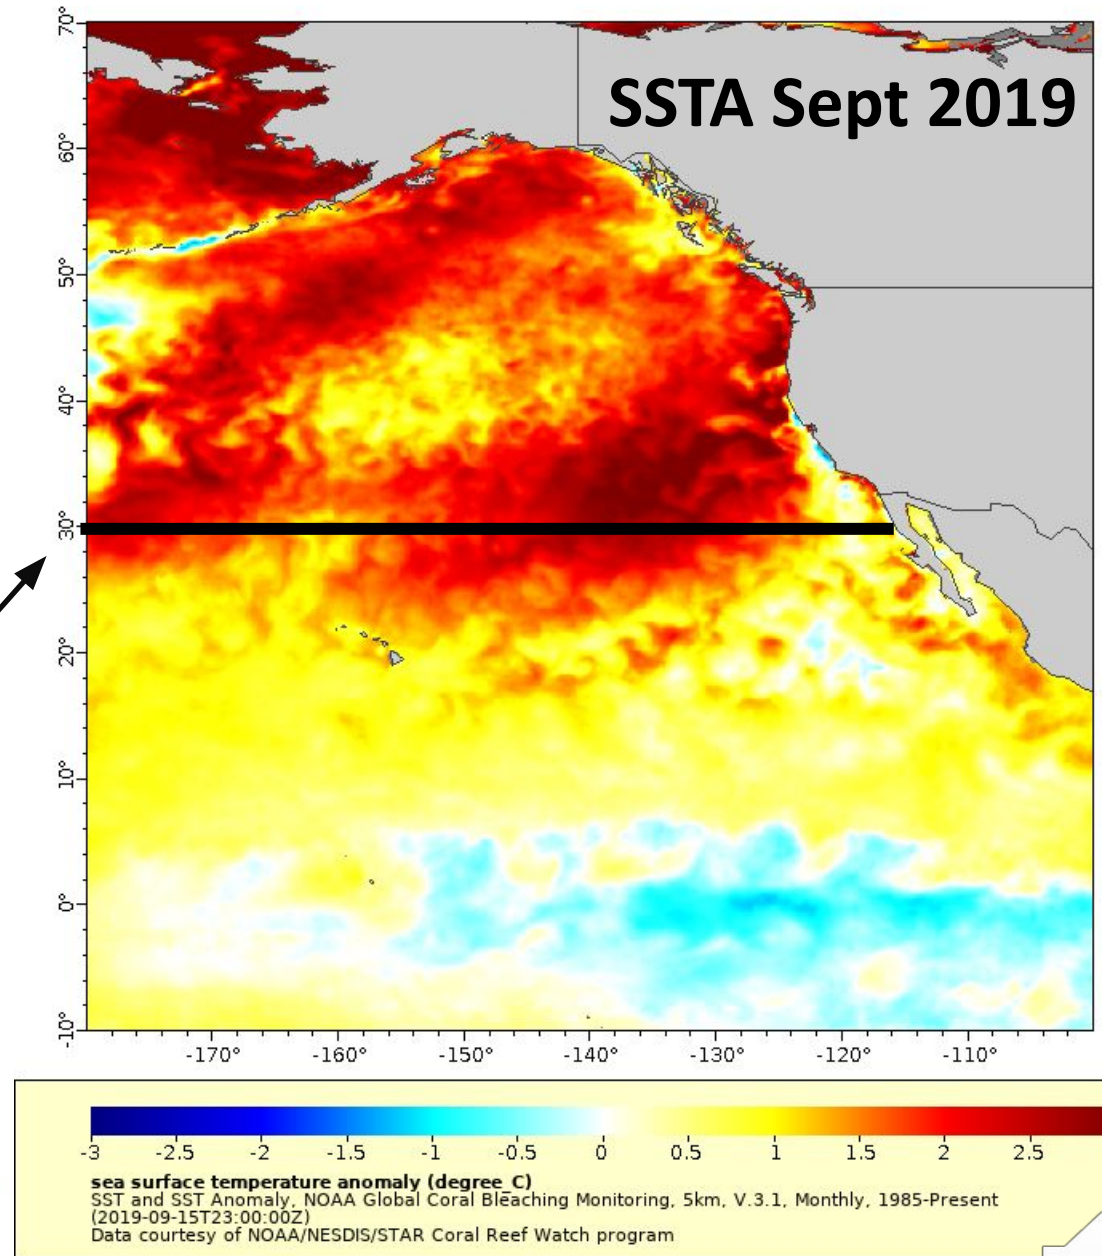 SSTA Sept 2019
70°
60°
50°
40°
30°
20°
10°
0°
-10°
-170° -160° -150° -140° -130° -120° -110°
-3 -2.5 -2 -1.5 -1 -0.5 0 0.5 1 1.5 2 2.5
sea surface temperature anomaly (degree_C)
SST and SST Anomaly, NOAA Global Coral Bleaching Monitoring, 5km, V.3.1, Monthly, 1985-Present
(2019-09-15T23:00:00Z)
Data courtesy of NOAA/NESDIS/STAR Coral Reef Watch program